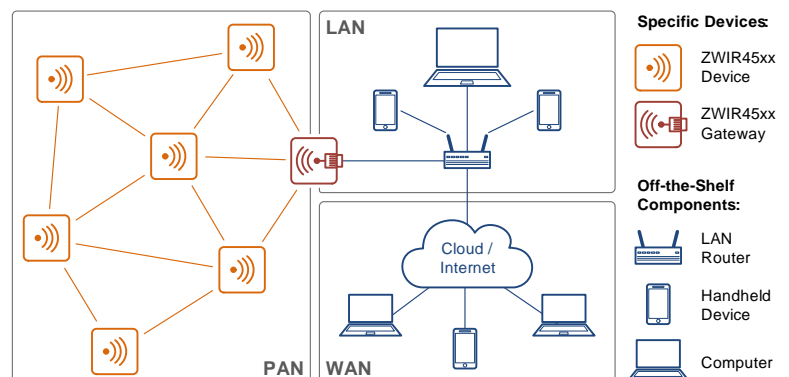 LAN
Cloud /
Internet
PAN
WAN
Specific Devices:
ZWIR45xx
Device
ZWIR45xx
Gateway
Off-the-Shelf
Components:
LAN
Router
Handheld
Device
Computer